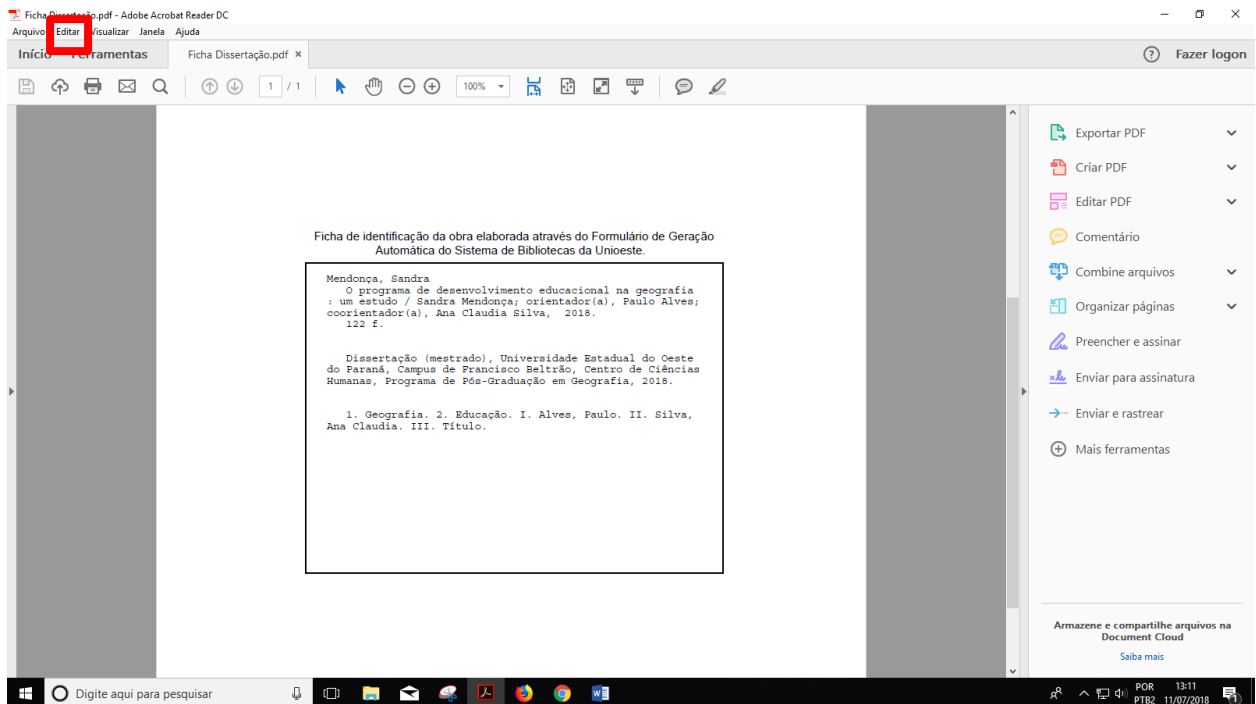 Ficha Dissertação.pdf - Adobe Acrobat Reader DC
Arquivo Editar Visualizar Janela Ajuda
Início Ferramentas Ficha Dissertação.pdf × ? Fazer logon
1 / 1 100%
Exportar PDF
Criar PDF
Editar PDF
Comentário
Combine arquivos
Organizar páginas
Preencher e assinar
Enviar para assinatura
Enviar e rastrear
Mais ferramentas
Armazene e compartilhe arquivos na
Document Cloud
Saiba mais
Ficha de identificação da obra elaborada através do Formulário de Geração
Automática do Sistema de Bibliotecas da Unioeste.
Mendonça, Sandra
O programa de desenvolvimento educacional na geografia
: um estudo / Sandra Mendonça; orientador(a), Paulo Alves;
coorientador(a), Ana Claudia Silva, 2018.
122 f.
Dissertação (mestrado), Universidade Estadual do Oeste
do Paraná, Campus de Francisco Beltrão, Centro de Ciências
Humanas, Programa de Pós-Graduação em Geografia, 2018.
1. Geografia. 2. Educação. I. Alves, Paulo. II. Silva,
Ana Claudia. III. Título.
Digite aqui para pesquisar
POR 13:11
PTB2 11/07/2018 1